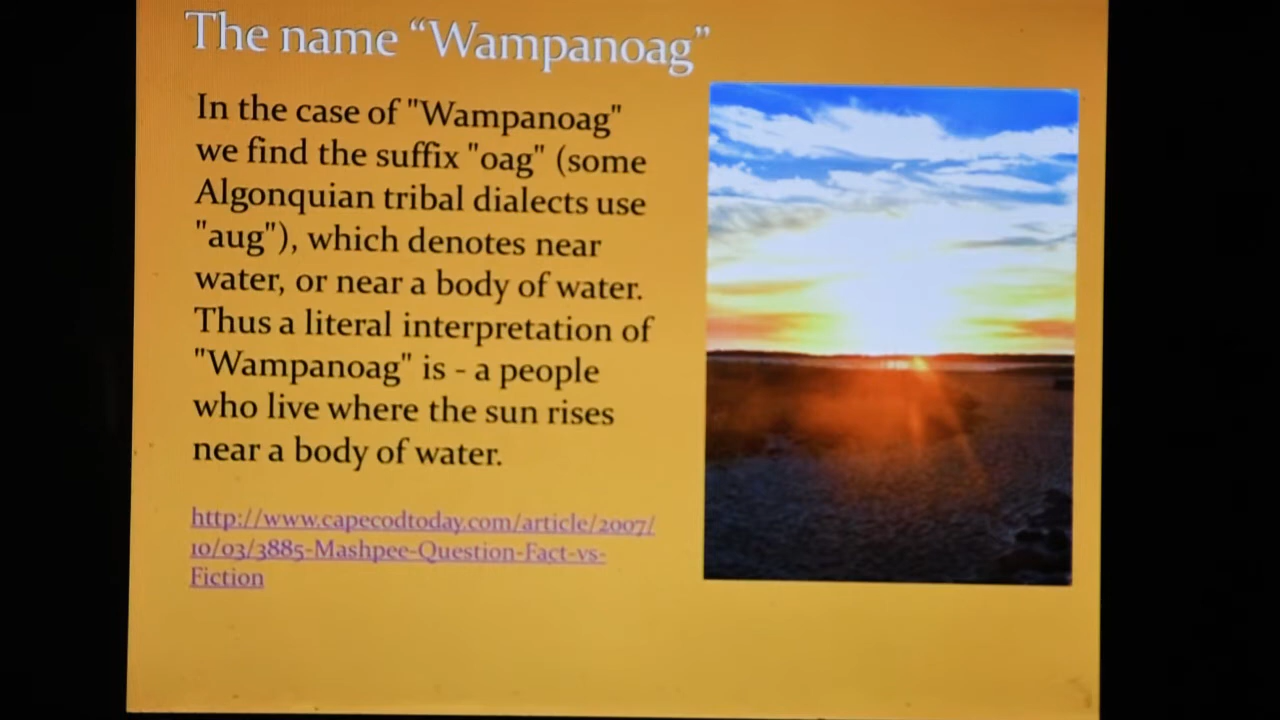 The name “Wampanoag”
In the case of "Wampanoag"
we find the suffix "oag" (some
Algonquian tribal dialects use
"aug"), which denotes near
water, or near a body of water.
Thus a literal interpretation of
"Wampanoag" is - a people
who live where the sun rises
near a body of water.
http://www.capecodtoday.com/article/2007/
10/03/3885-Mashpee-Question-Fact-vs-
Fiction